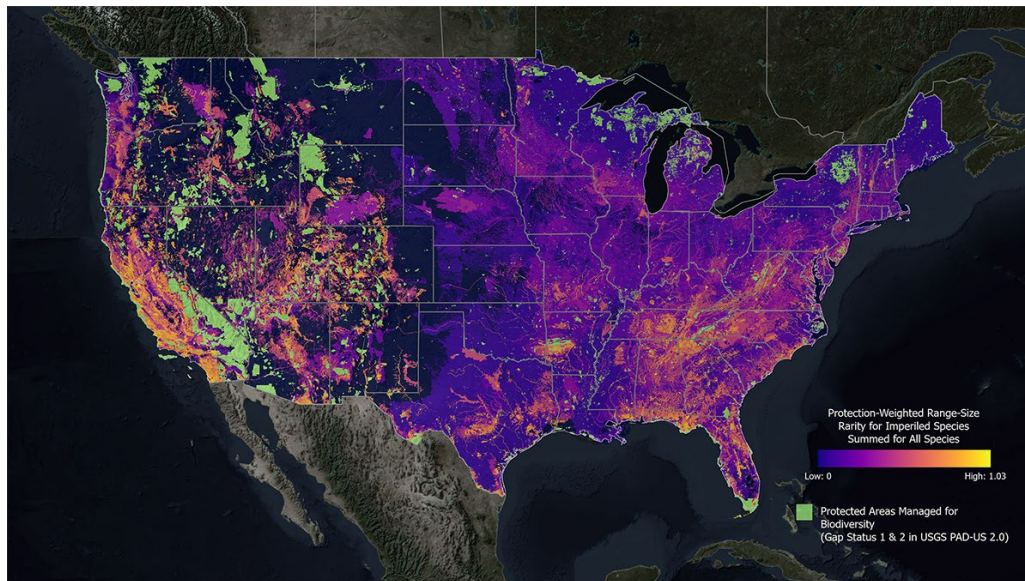 Protection-Weighted Range-Size
Rarity for Imperiled Species
Summed for All Species
Low: 0
High: 1.03
Protected Areas Managed for
Biodiversity
(Gap Status 1 & 2 in USGS PAD-US 2.0)